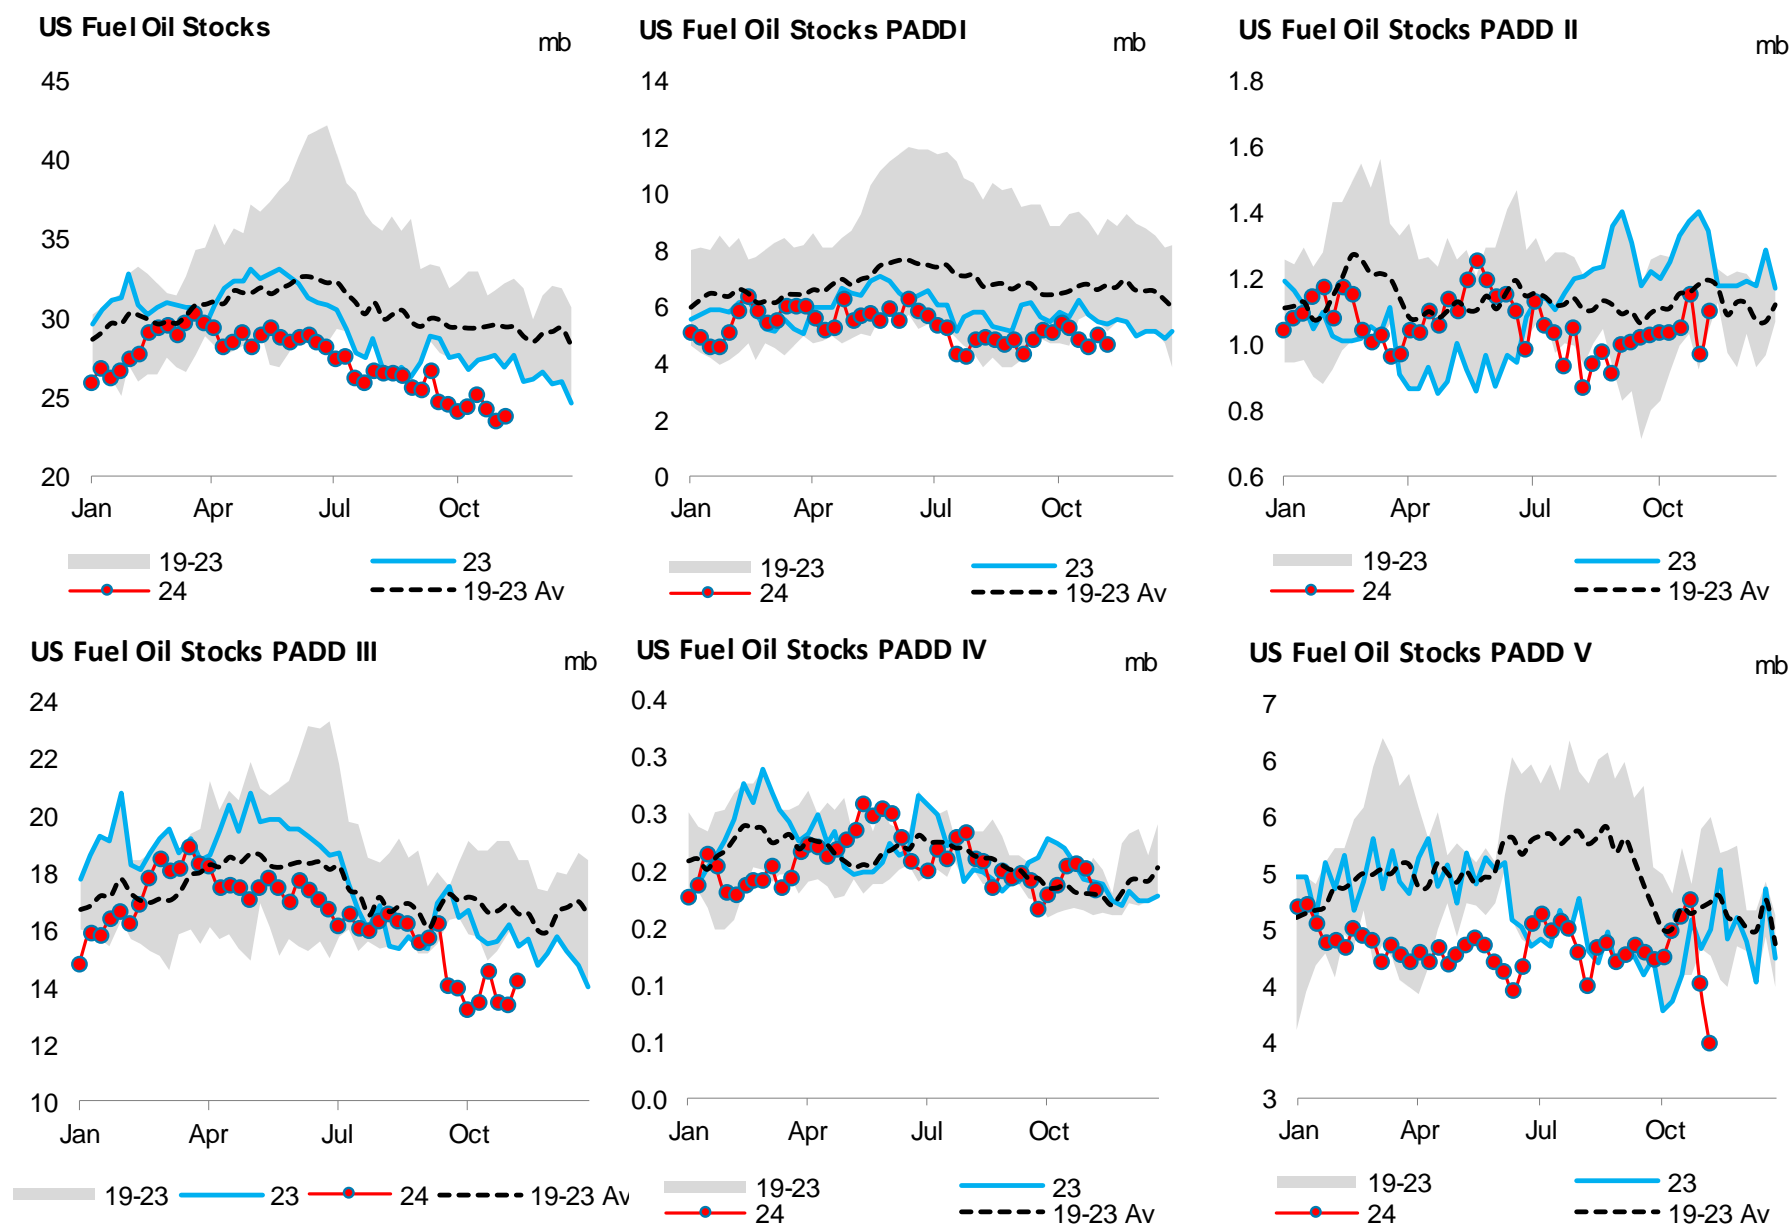 US Fuel Oil Stocks
mb
45
40
35
30
25
20
Jan Apr Jul Oct
19-23 23
24 19-23 Av
US Fuel Oil Stocks PADD I
mb
14
12
10
8
6
4
2
0
Jan Apr Jul Oct
19-23 23
24 19-23 Av
US Fuel Oil Stocks PADD II
mb
1.8
1.6
1.4
1.2
1.0
0.8
0.6
Jan Apr Jul Oct
19-23 23
24 19-23 Av
US Fuel Oil Stocks PADD III
mb
24
22
20
18
16
14
12
10
Jan Apr Jul Oct
19-23 23 24 19-23 Av
US Fuel Oil Stocks PADD IV
mb
0.4
0.3
0.3
0.2
0.2
0.1
0.1
0.0
Jan Apr Jul Oct
19-23 23
24 19-23 Av
US Fuel Oil Stocks PADD V
mb
7
6
6
5
5
4
4
3
Jan Apr Jul Oct
19-23 23
24 19-23 Av